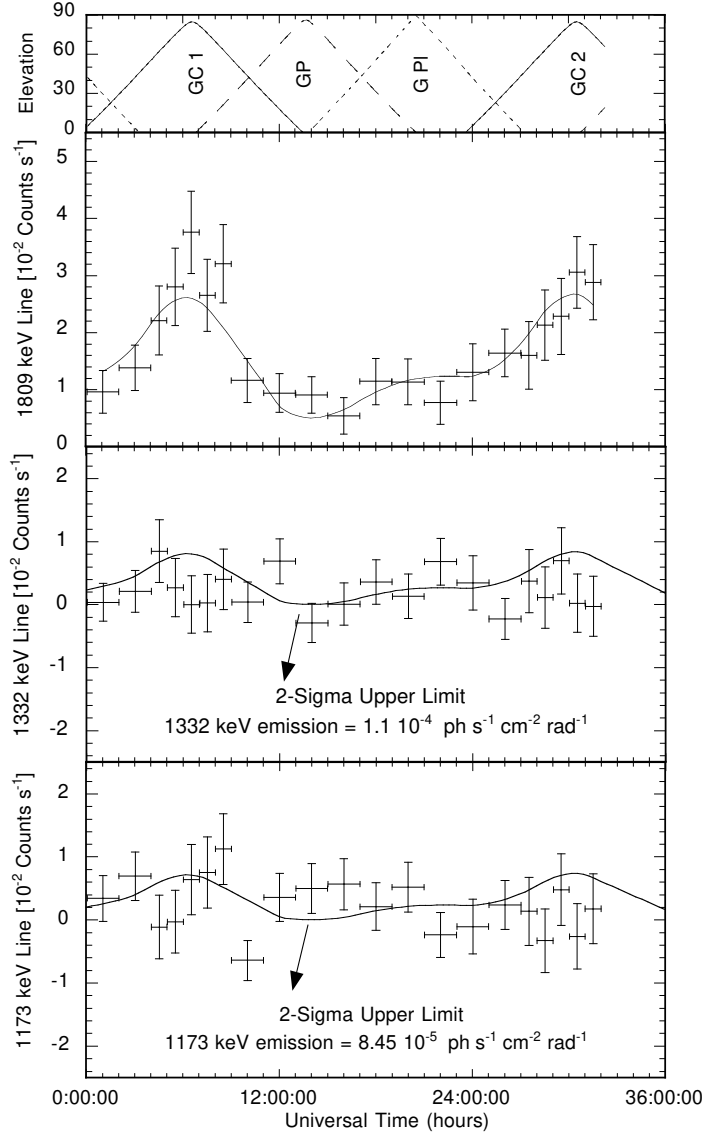 90
60
30
0
Elevation
GC 1
GP
G Pl
GC 2
5
4
3
2
1
0
1809 keV Line [10⁻² Counts s⁻¹]
2
1
0
-1
-2
1332 keV Line [10⁻² Counts s⁻¹]
2-Sigma Upper Limit
1332 keV emission = 1.1 10⁻⁴ ph s⁻¹ cm⁻² rad⁻¹
2
1
0
-1
-2
1173 keV Line [10⁻² Counts s⁻¹]
2-Sigma Upper Limit
1173 keV emission = 8.45 10⁻⁵ ph s⁻¹ cm⁻² rad⁻¹
0:00:00 12:00:00 24:00:00 36:00:00
Universal Time (hours)